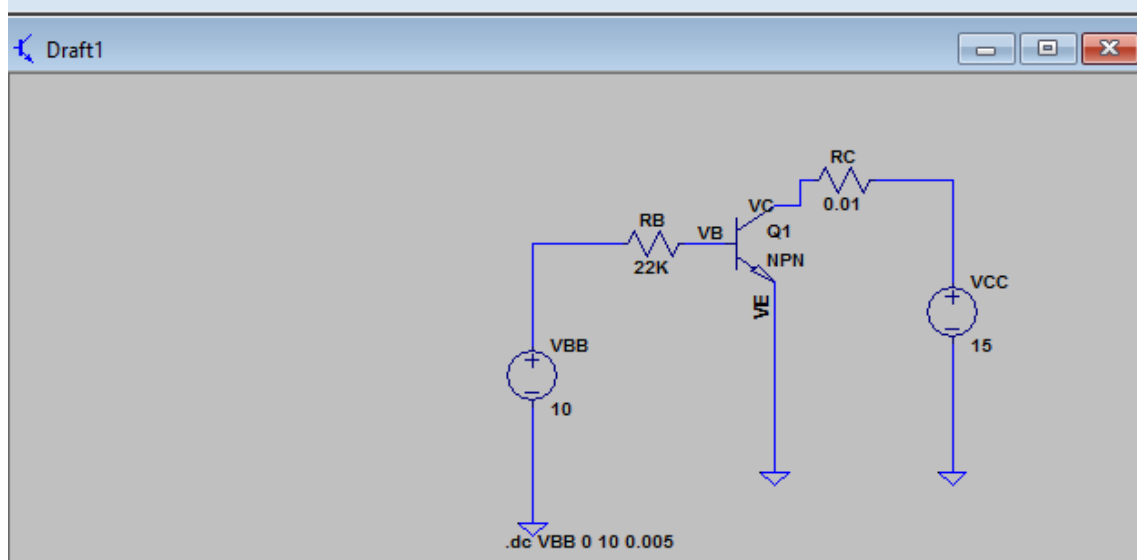 Draft1
RC
0.01
VC
Q1
NPN
RB
22K
VB
VE
VCC
15
VBB
10
.dc VBB 0 10 0.005